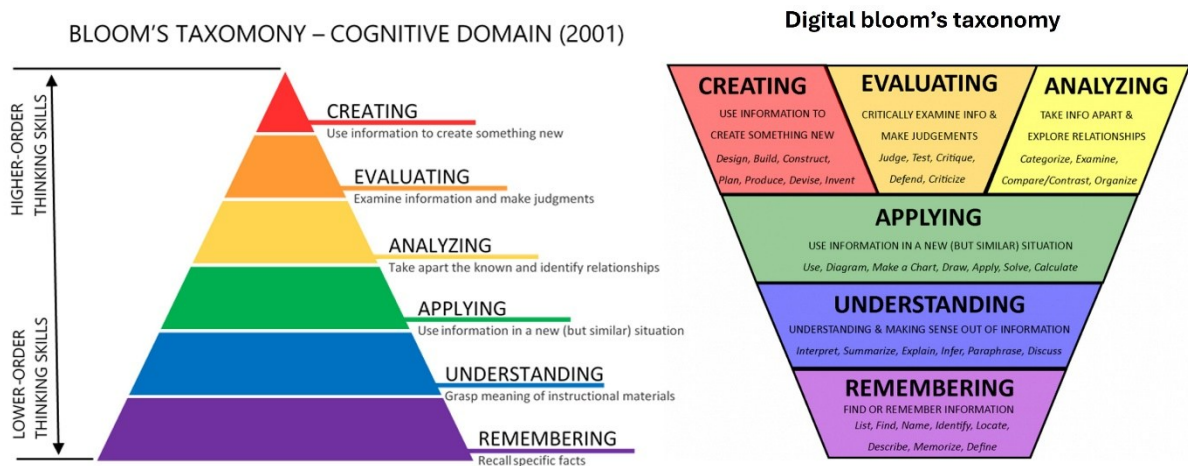 BLOOM'S TAXOMONY – COGNITIVE DOMAIN (2001)
HIGHER-ORDER
THINKING SKILLS
LOWER-ORDER
THINKING SKILLS
CREATING
Use information to create something new
EVALUATING
Examine information and make judgments
ANALYZING
Take apart the known and identify relationships
APPLYING
Use information in a new (but similar) situation
UNDERSTANDING
Grasp meaning of instructional materials
REMEMBERING
Recall specific facts
Digital bloom's taxonomy
CREATING
USE INFORMATION TO
CREATE SOMETHING NEW
Design, Build, Construct,
Plan, Produce, Devise, Invent
EVALUATING
CRITICALLY EXAMINE INFO &
MAKE JUDGEMENTS
Judge, Test, Critique,
Defend, Criticize
ANALYZING
TAKE INFO APART &
EXPLORE RELATIONSHIPS
Categorize, Examine,
Compare/Contrast, Organize
APPLYING
USE INFORMATION IN A NEW (BUT SIMILAR) SITUATION
Use, Diagram, Make a Chart, Draw, Apply, Solve, Calculate
UNDERSTANDING
UNDERSTANDING & MAKING SENSE OUT OF INFORMATION
Interpret, Summarize, Explain, Infer, Paraphrase, Discuss
REMEMBERING
FIND OR REMEMBER INFORMATION
List, Find, Name, Identify, Locate,
Describe, Memorize, Define